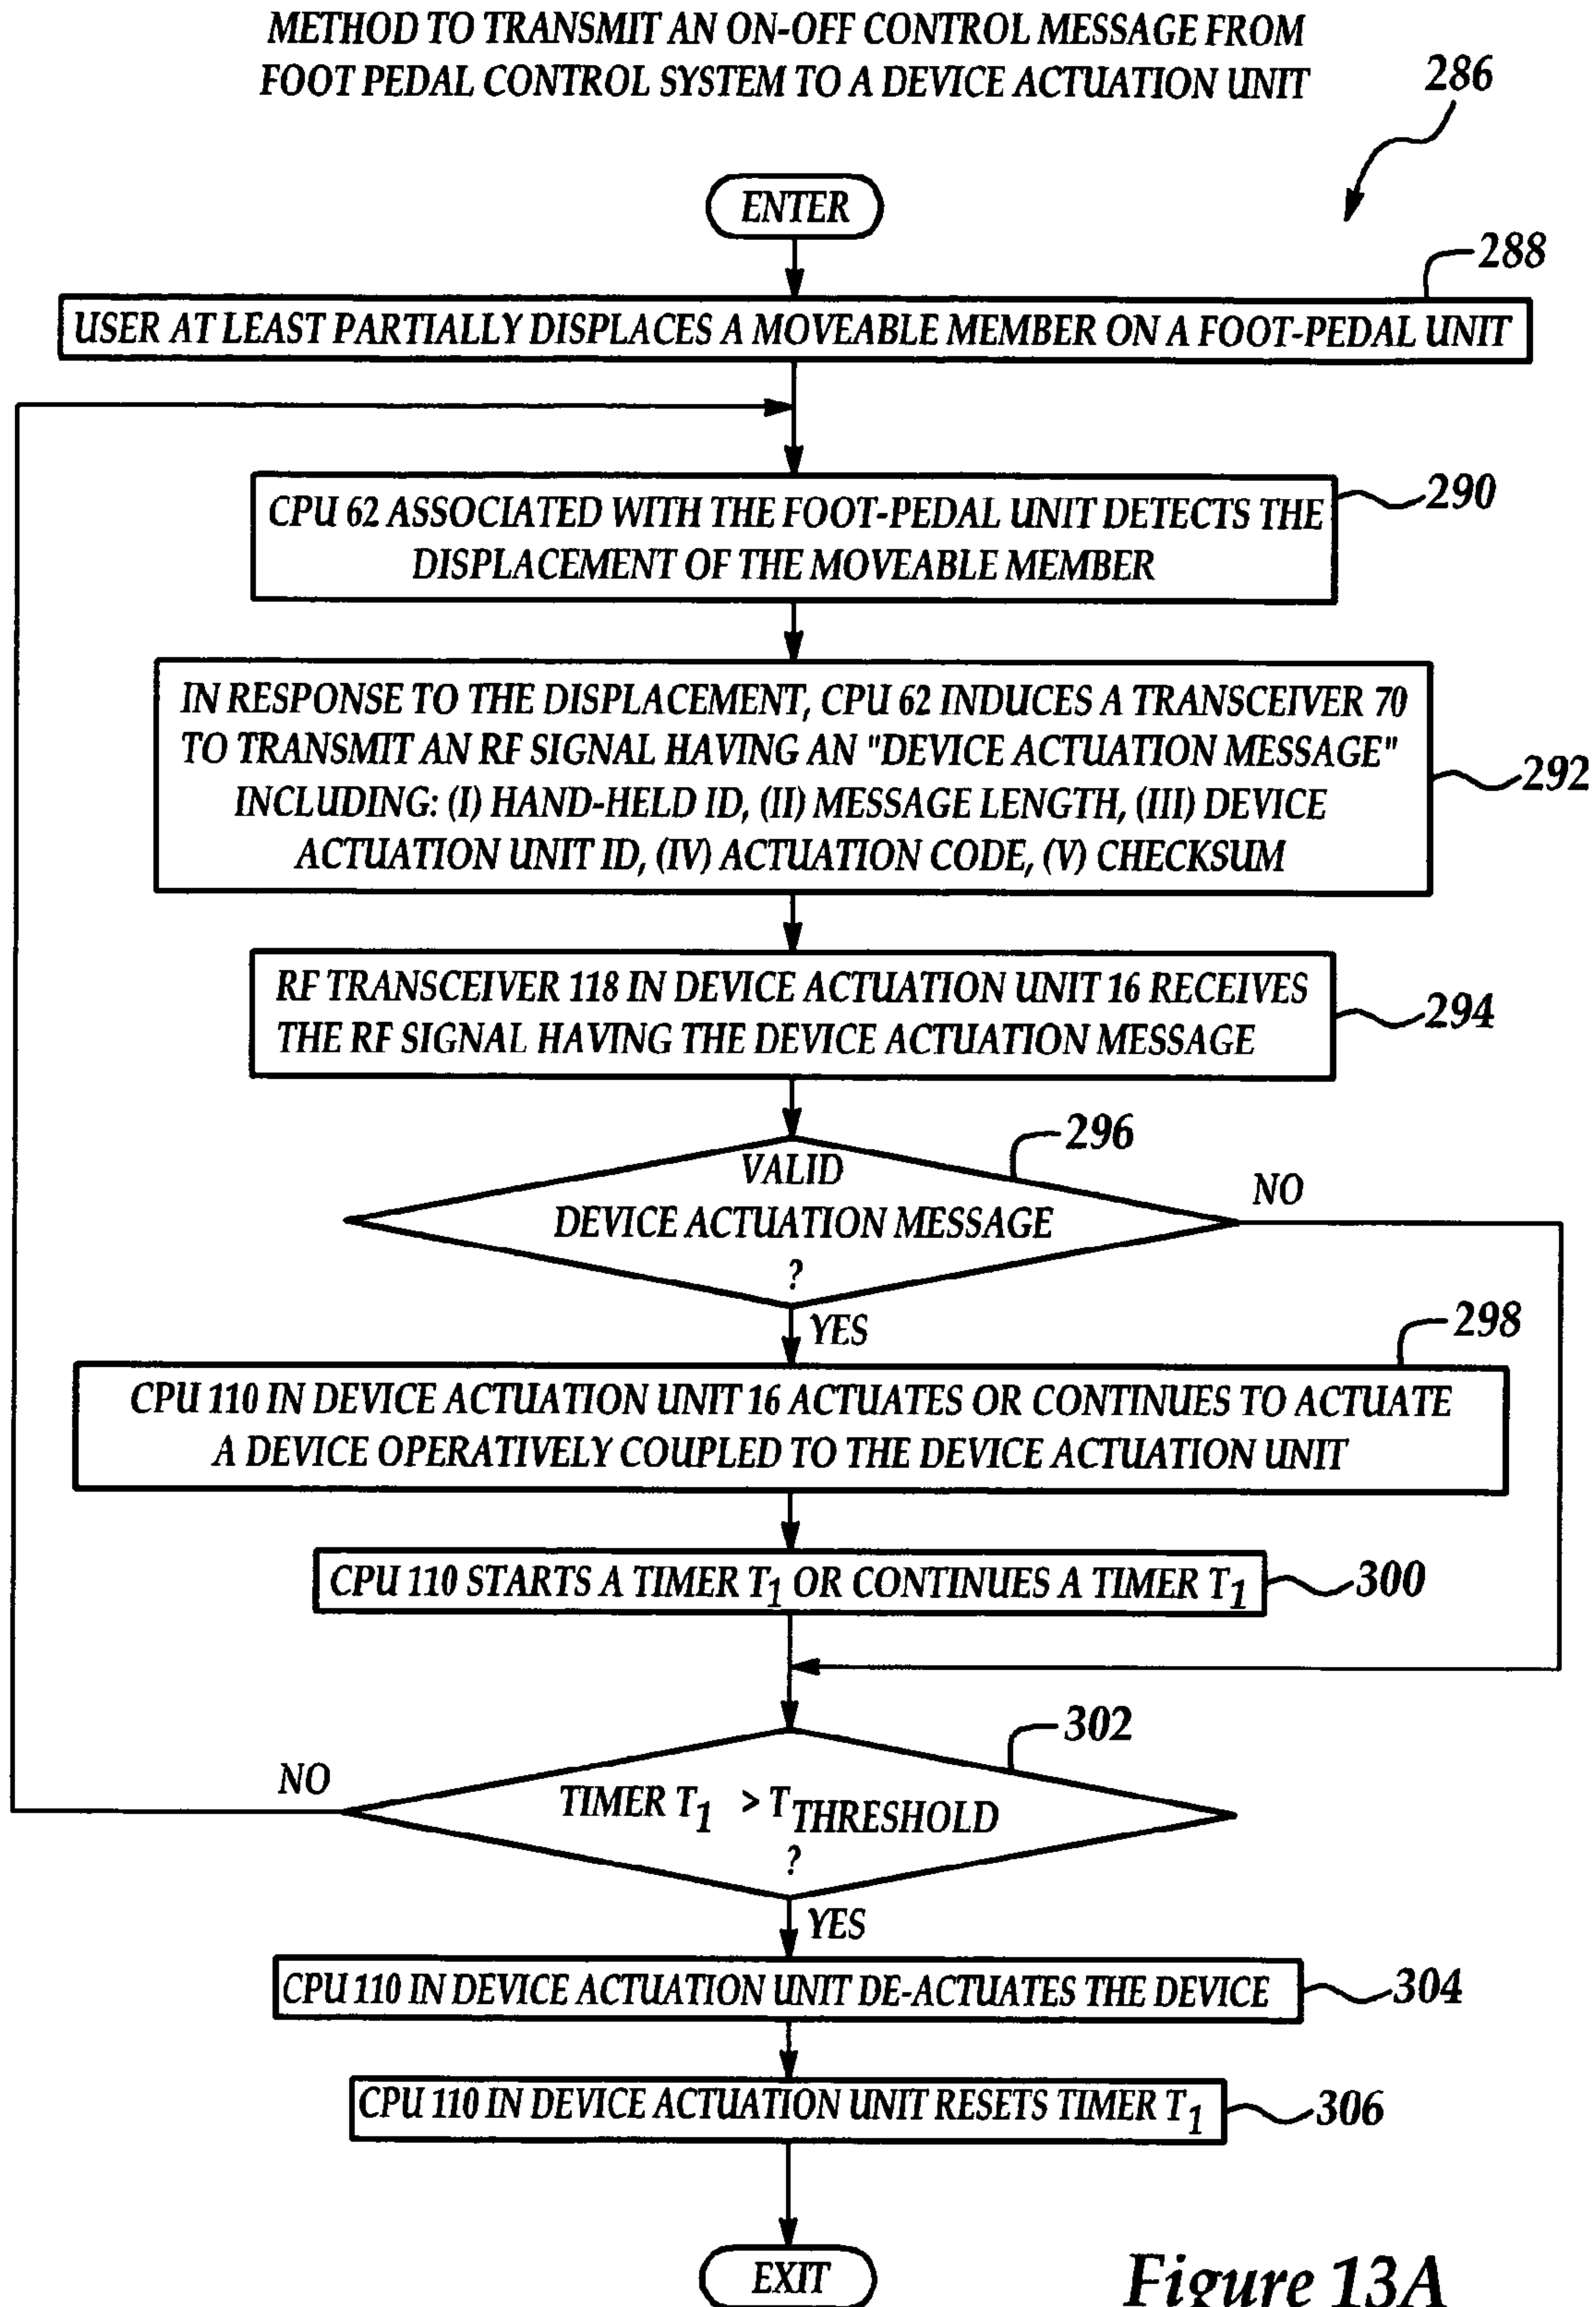 METHOD TO TRANSMIT AN ON-OFF CONTROL MESSAGE FROM
FOOT PEDAL CONTROL SYSTEM TO A DEVICE ACTUATION UNIT
286
ENTER
288
USER AT LEAST PARTIALLY DISPLACES A MOVEABLE MEMBER ON A FOOT-PEDAL UNIT
290
CPU 62 ASSOCIATED WITH THE FOOT-PEDAL UNIT DETECTS THE
DISPLACEMENT OF THE MOVEABLE MEMBER
IN RESPONSE TO THE DISPLACEMENT, CPU 62 INDUCES A TRANSCEIVER 70
TO TRANSMIT AN RF SIGNAL HAVING AN "DEVICE ACTUATION MESSAGE"
INCLUDING: (I) HAND-HELD ID, (II) MESSAGE LENGTH, (III) DEVICE
ACTUATION UNIT ID, (IV) ACTUATION CODE, (V) CHECKSUM
292
RF TRANSCEIVER 118 IN DEVICE ACTUATION UNIT 16 RECEIVES
THE RF SIGNAL HAVING THE DEVICE ACTUATION MESSAGE
294
296
VALID
DEVICE ACTUATION MESSAGE
?
NO
YES
298
CPU 110 IN DEVICE ACTUATION UNIT 16 ACTUATES OR CONTINUES TO ACTUATE
A DEVICE OPERATIVELY COUPLED TO THE DEVICE ACTUATION UNIT
CPU 110 STARTS A TIMER T1 OR CONTINUES A TIMER T1
300
302
NO
TIMER T1 > T THRESHOLD
?
YES
CPU 110 IN DEVICE ACTUATION UNIT DE-ACTUATES THE DEVICE
304
CPU 110 IN DEVICE ACTUATION UNIT RESETS TIMER T1
306
EXIT
Figure 13A